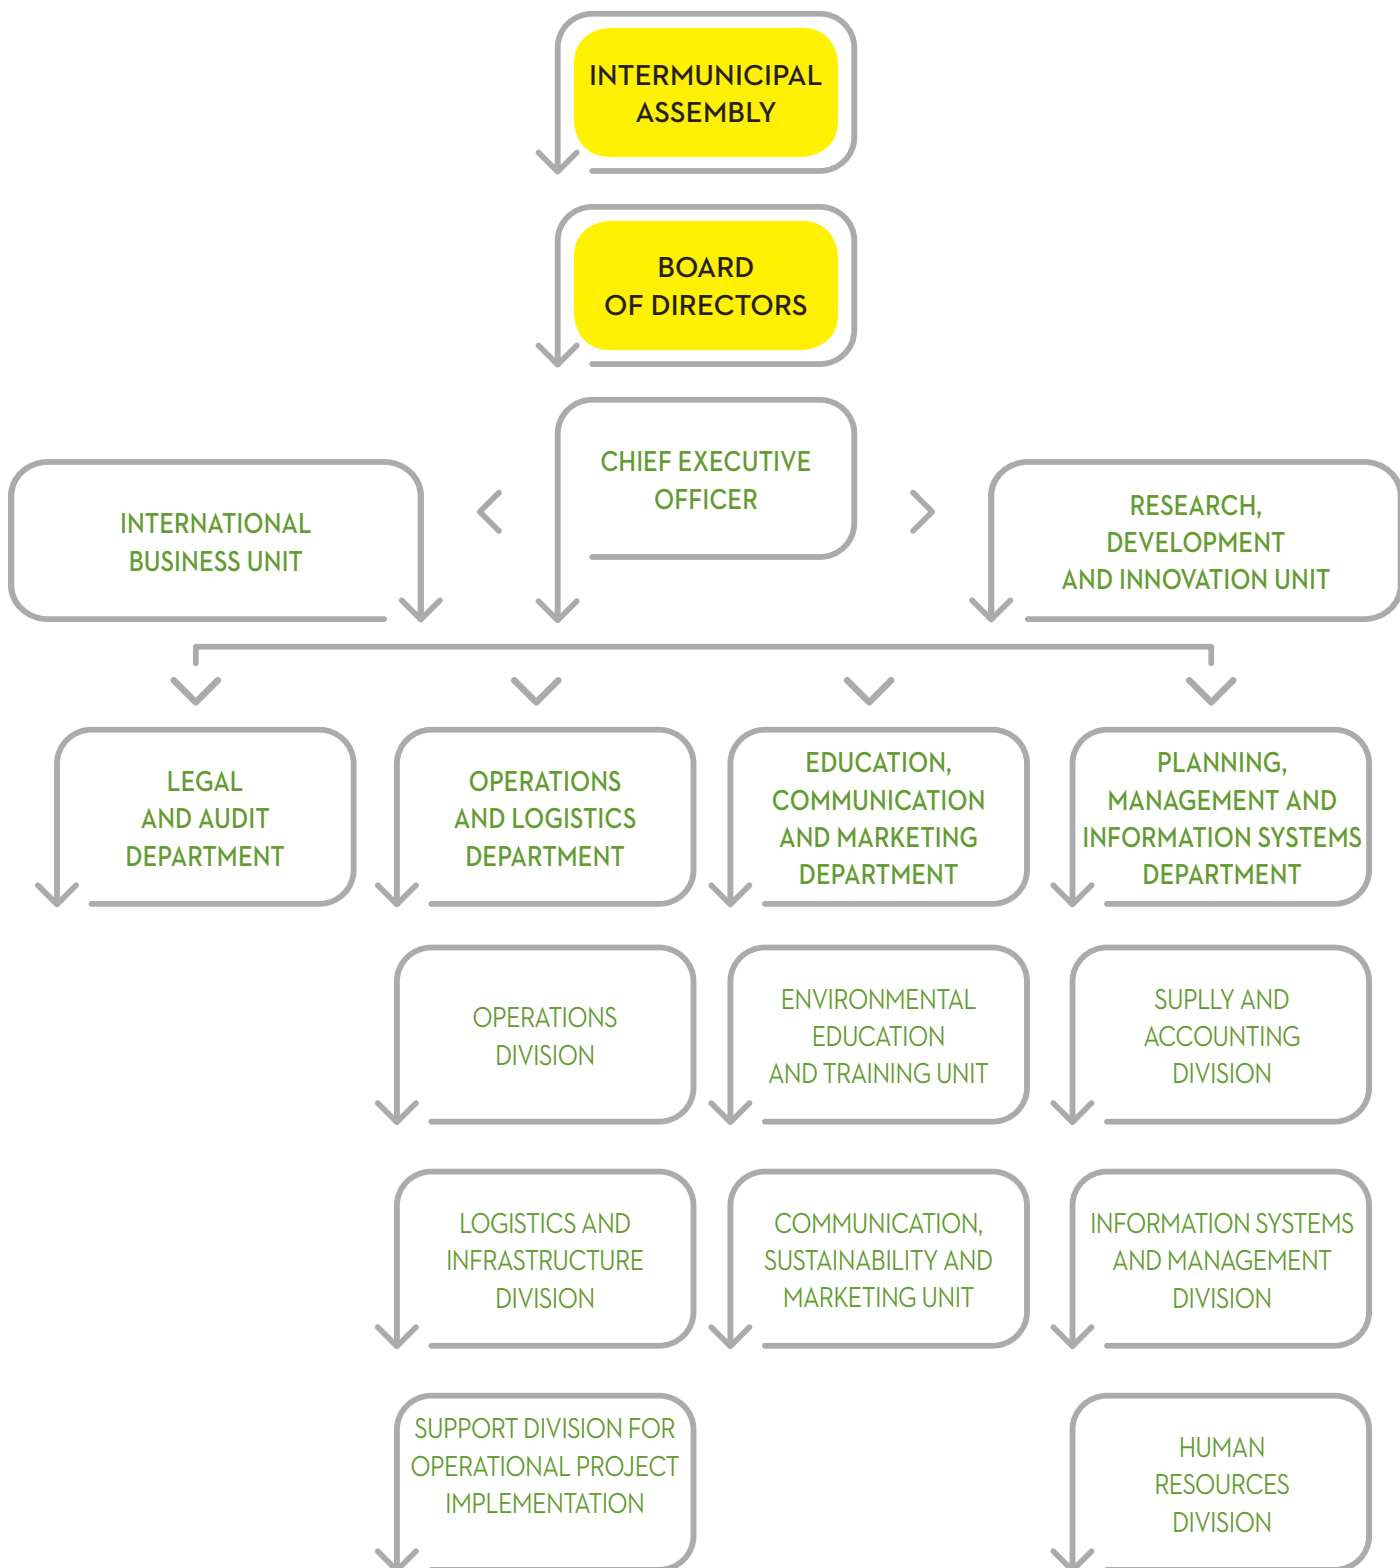 INTERMUNICIPAL
ASSEMBLY
BOARD
OF DIRECTORS
CHIEF EXECUTIVE
OFFICER
INTERNATIONAL
BUSINESS UNIT
RESEARCH,
DEVELOPMENT
AND INNOVATION UNIT
LEGAL
AND AUDIT
DEPARTMENT
OPERATIONS
AND LOGISTICS
DEPARTMENT
EDUCATION,
COMMUNICATION
AND MARKETING
DEPARTMENT
PLANNING,
MANAGEMENT AND
INFORMATION SYSTEMS
DEPARTMENT
OPERATIONS
DIVISION
ENVIRONMENTAL
EDUCATION
AND TRAINING UNIT
SUPLLY AND
ACCOUNTING
DIVISION
LOGISTICS AND
INFRASTRUCTURE
DIVISION
COMMUNICATION,
SUSTAINABILITY AND
MARKETING UNIT
INFORMATION SYSTEMS
AND MANAGEMENT
DIVISION
SUPPORT DIVISION FOR
OPERATIONAL PROJECT
IMPLEMENTATION
HUMAN
RESOURCES
DIVISION